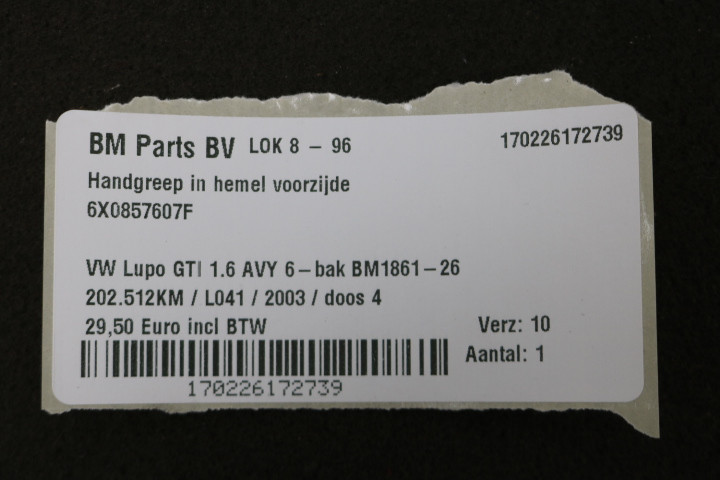 BM Parts BV LOK 8 - 96 170226172739
Handgreep in hemel voorzijde
6X0857607F
VW Lupo GTI 1.6 AVY 6-bak BM1861-26
202.512KM / L041 / 2003 / doos 4
29,50 Euro incl BTW Verz: 10
Aantal: 1
170226172739